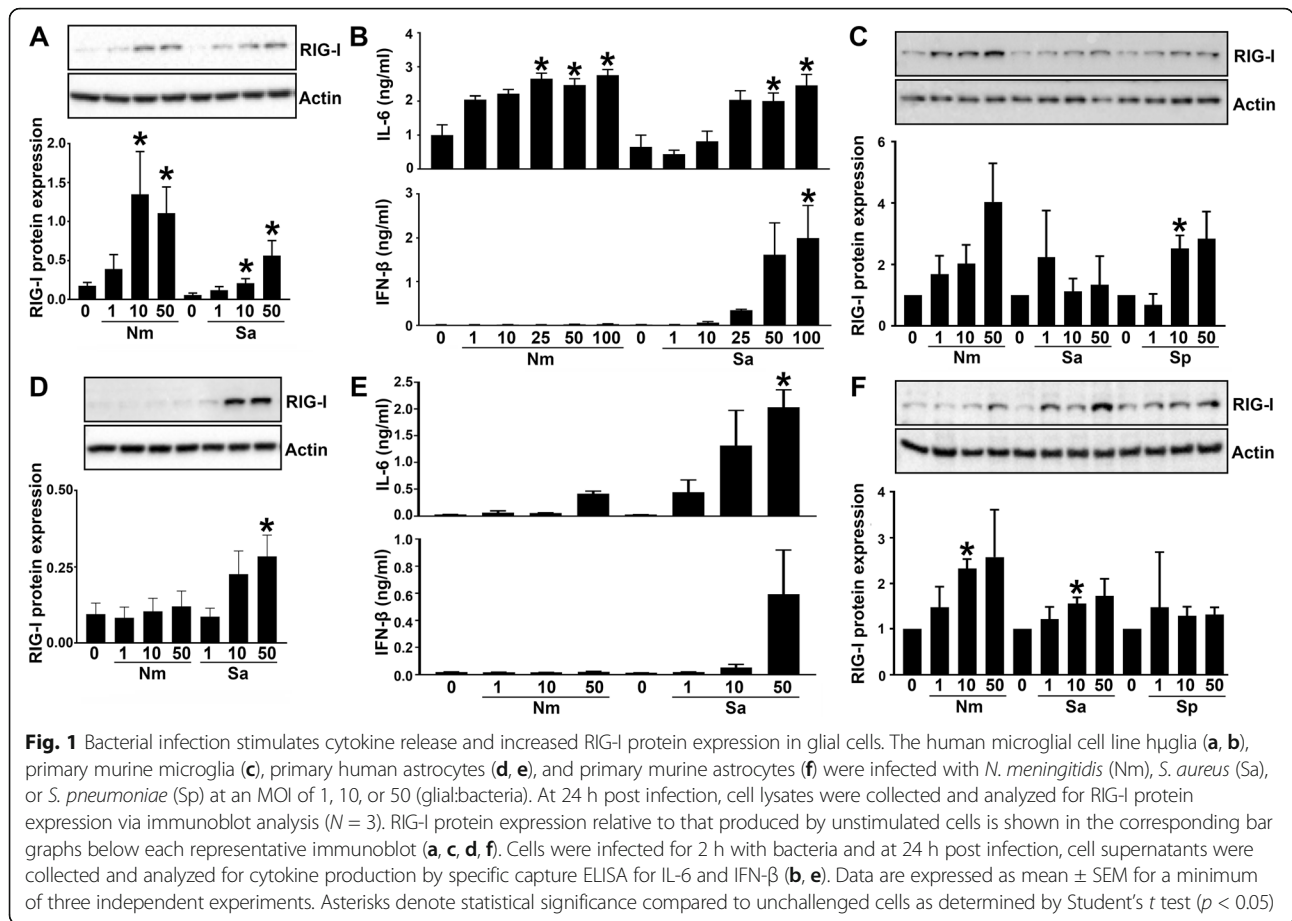 A
RIG-I
Actin
RIG-I protein expression
2.0
1.5
1.0
0.5
0.0
* * * *
0 1 10 50 0 1 10 50
Nm Sa
B
IL-6 (ng/ml)
4
3
2
1
0
* * * * *
IFN-β (ng/ml)
3
2
1
0
*
0 1 10 25 50 100 0 1 10 25 50 100
Nm Sa
C
RIG-I
Actin
RIG-I protein expression
6
4
2
0
*
0 1 10 50 0 1 10 50 0 1 10 50
Nm Sa Sp
D
RIG-I
Actin
RIG-I protein expression
0.50
0.25
0.00
*
0 1 10 50 1 10 50
Nm Sa
E
IL-6 (ng/ml)
2.5
2.0
1.5
1.0
0.5
0.0
*
IFN-β (ng/ml)
1.0
0.8
0.6
0.4
0.2
0.0
0 1 10 50 0 1 10 50
Nm Sa
F
RIG-I
Actin
RIG-I protein expression
4
3
2
1
0
* *
0 1 10 50 0 1 10 50 0 1 10 50
Nm Sa Sp
Fig. 1 Bacterial infection stimulates cytokine release and increased RIG-I protein expression in glial cells. The human microglial cell line hμglia (a, b),
primary murine microglia (c), primary human astrocytes (d, e), and primary murine astrocytes (f) were infected with N. meningitidis (Nm), S. aureus (Sa),
or S. pneumoniae (Sp) at an MOI of 1, 10, or 50 (glial:bacteria). At 24 h post infection, cell lysates were collected and analyzed for RIG-I protein
expression via immunoblot analysis (N = 3). RIG-I protein expression relative to that produced by unstimulated cells is shown in the corresponding bar
graphs below each representative immunoblot (a, c, d, f). Cells were infected for 2 h with bacteria and at 24 h post infection, cell supernatants were
collected and analyzed for cytokine production by specific capture ELISA for IL-6 and IFN-β (b, e). Data are expressed as mean ± SEM for a minimum
of three independent experiments. Asterisks denote statistical significance compared to unchallenged cells as determined by Student's t test (p < 0.05)